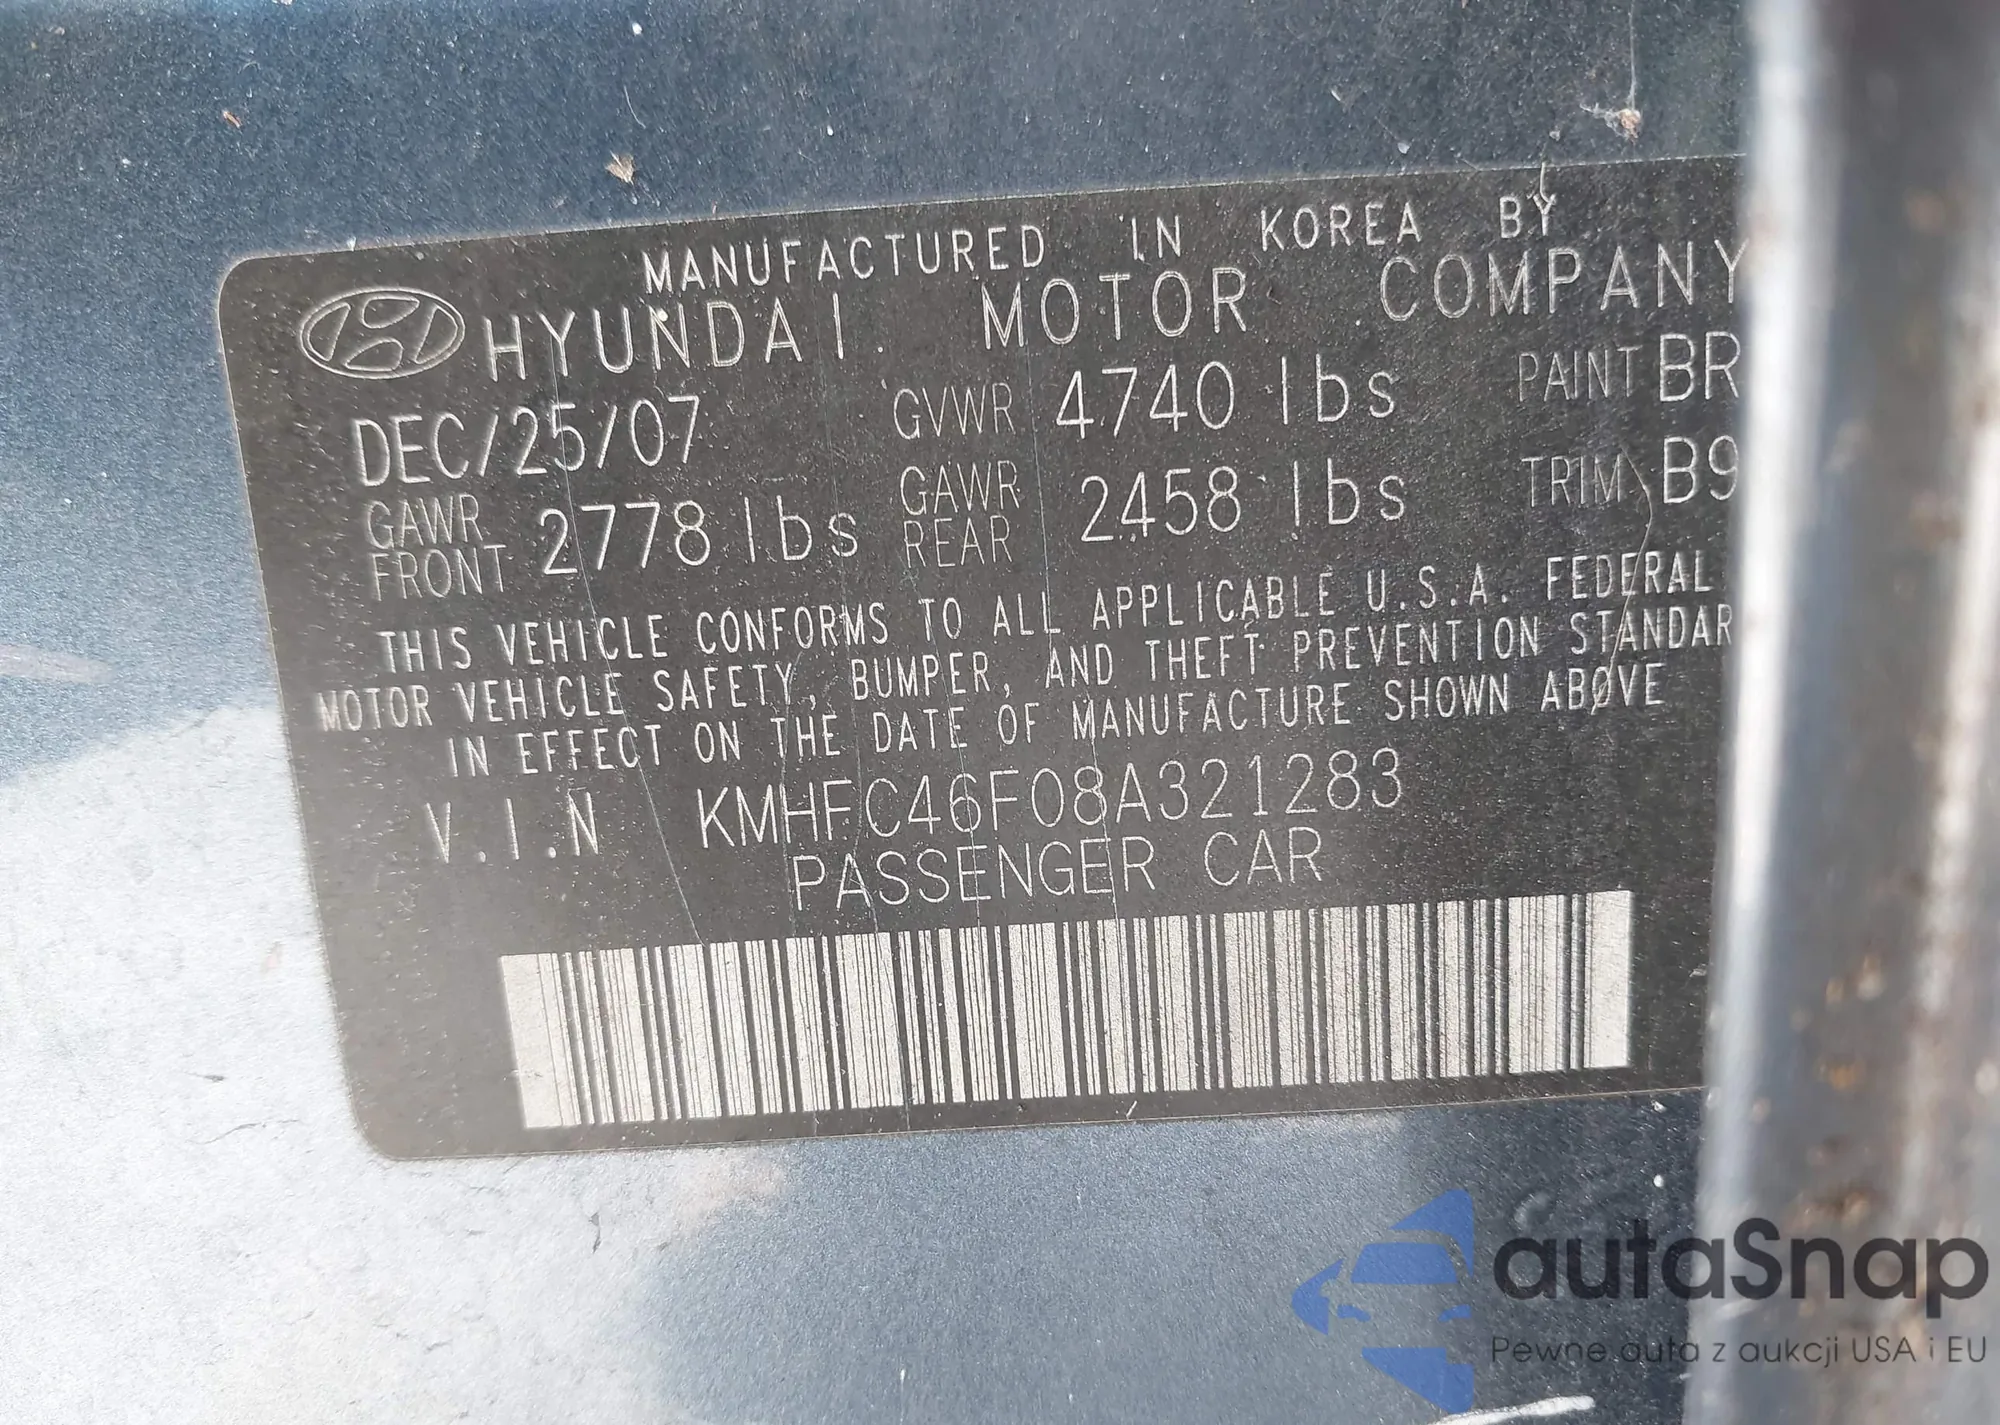 MANUFACTURED IN KOREA BY
HYUNDAI MOTOR COMPANY
DEC/25/07 GVWR 4740 lbs PAINT BR
GAWR FRONT 2778 lbs GAWR REAR 2458 lbs TRIM B9
THIS VEHICLE CONFORMS TO ALL APPLICABLE U.S.A. FEDERAL
MOTOR VEHICLE SAFETY, BUMPER, AND THEFT PREVENTION STANDAR
IN EFFECT ON THE DATE OF MANUFACTURE SHOWN ABOVE
V.I.N KMHFC46F08A321283
PASSENGER CAR
autaSnap
Pewne auta z aukcji USA i EU